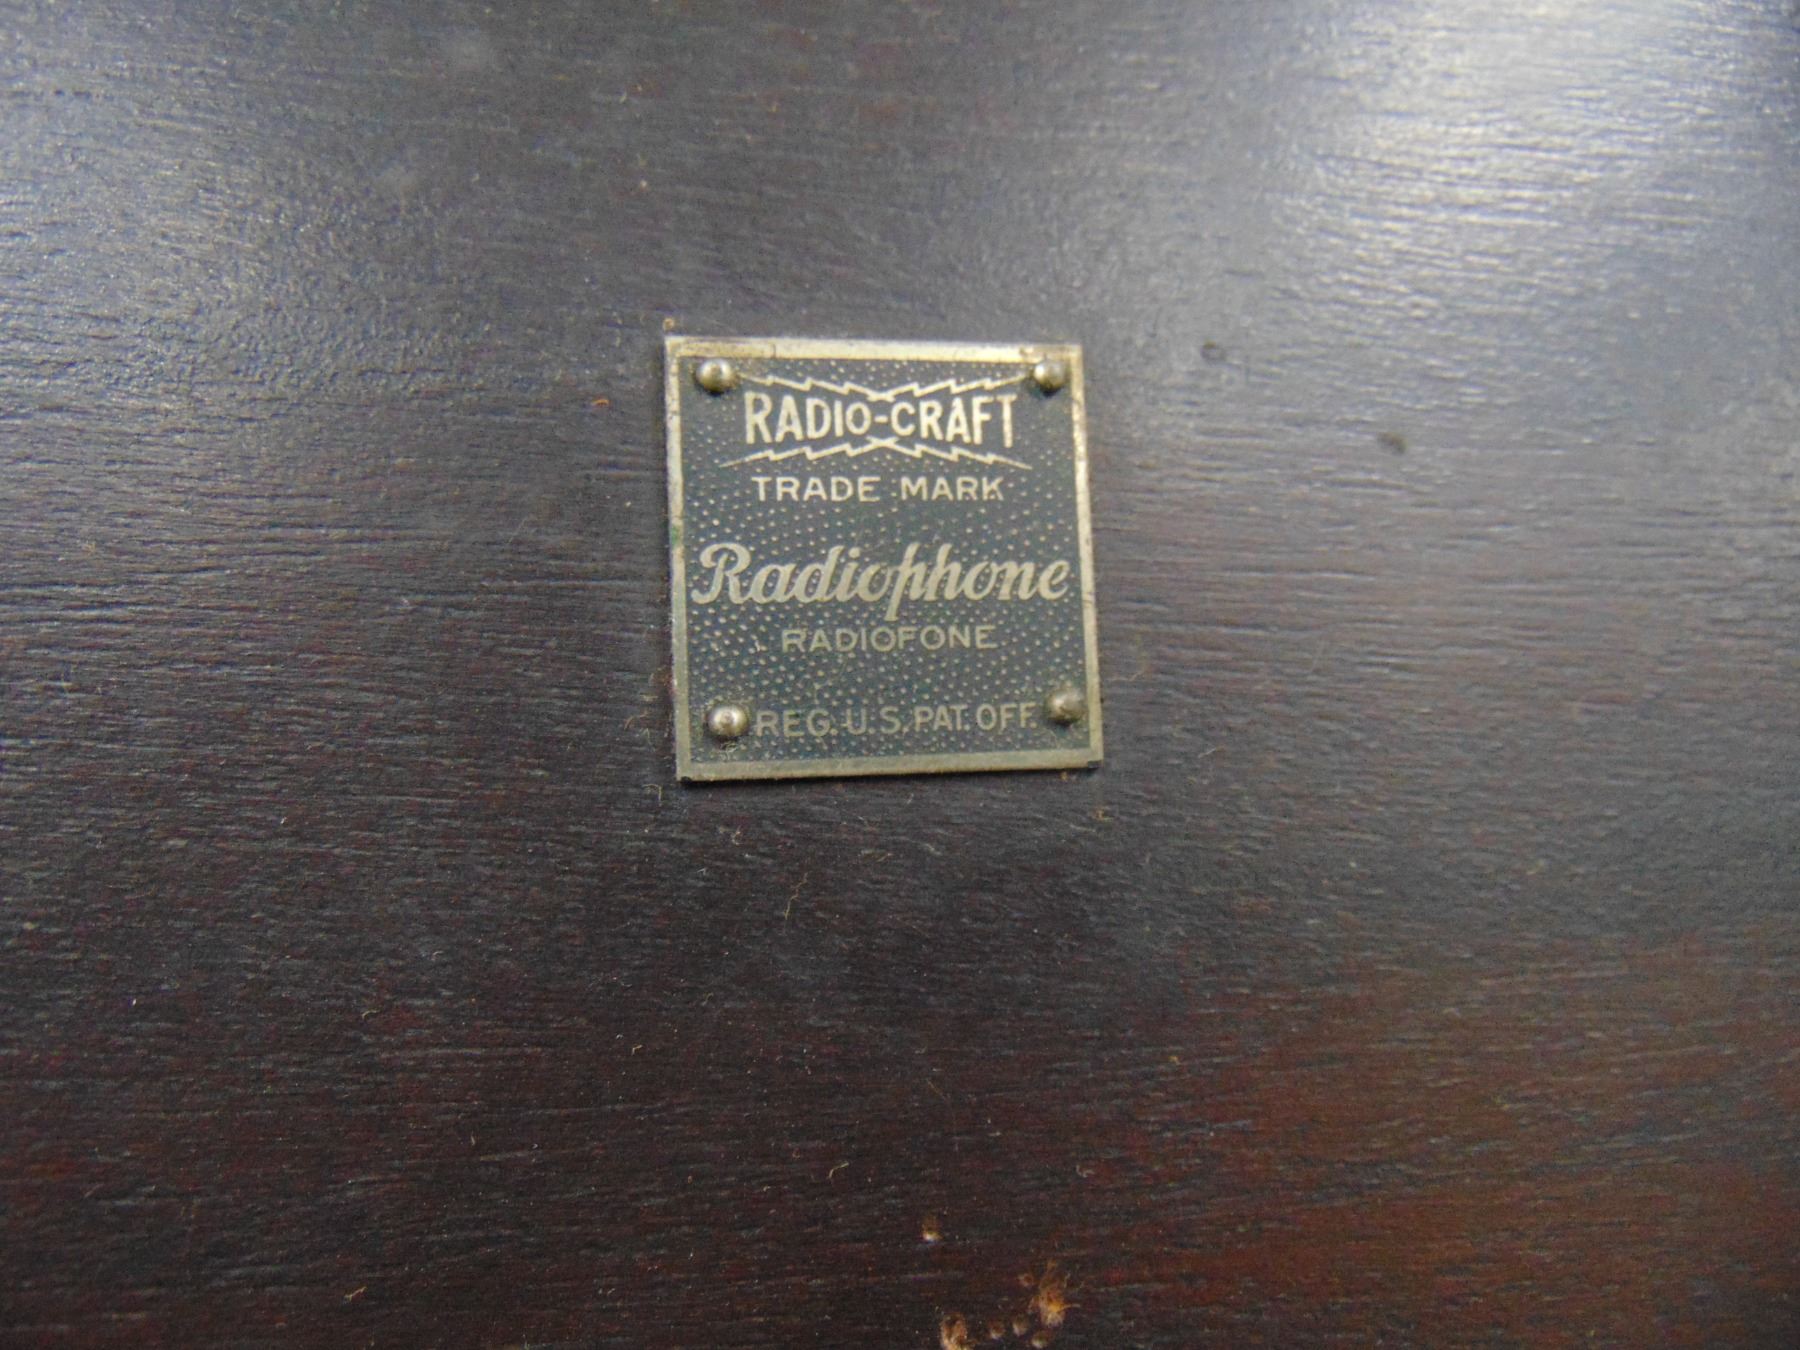 RADIO-CRAFT
TRADE MARK
Radiophone
RADIOFONE
REG. U.S. PAT. OFF.